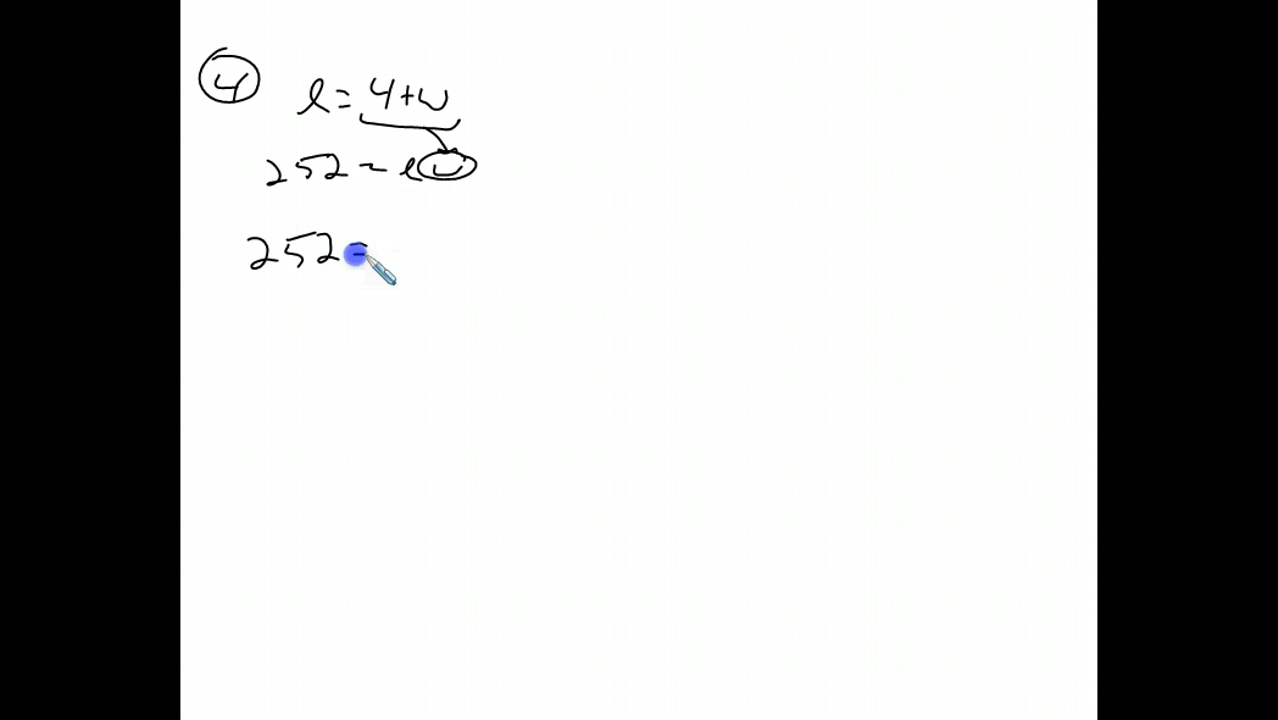 4 l = 4+w
252 = lw
252 =